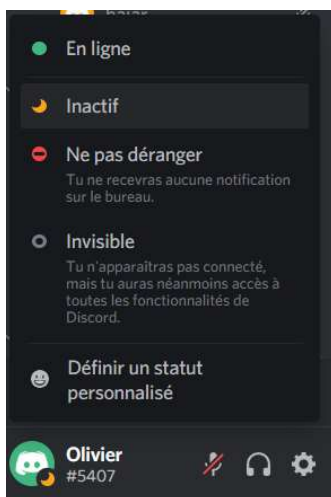 En ligne
Inactif
Ne pas déranger
Tu ne recevras aucune notification
sur le bureau.
Invisible
Tu n'apparaîtras pas connecté,
mais tu auras néanmoins accès à
toutes les fonctionnalités de
Discord.
Définir un statut
personnalisé
Olivier
#5407